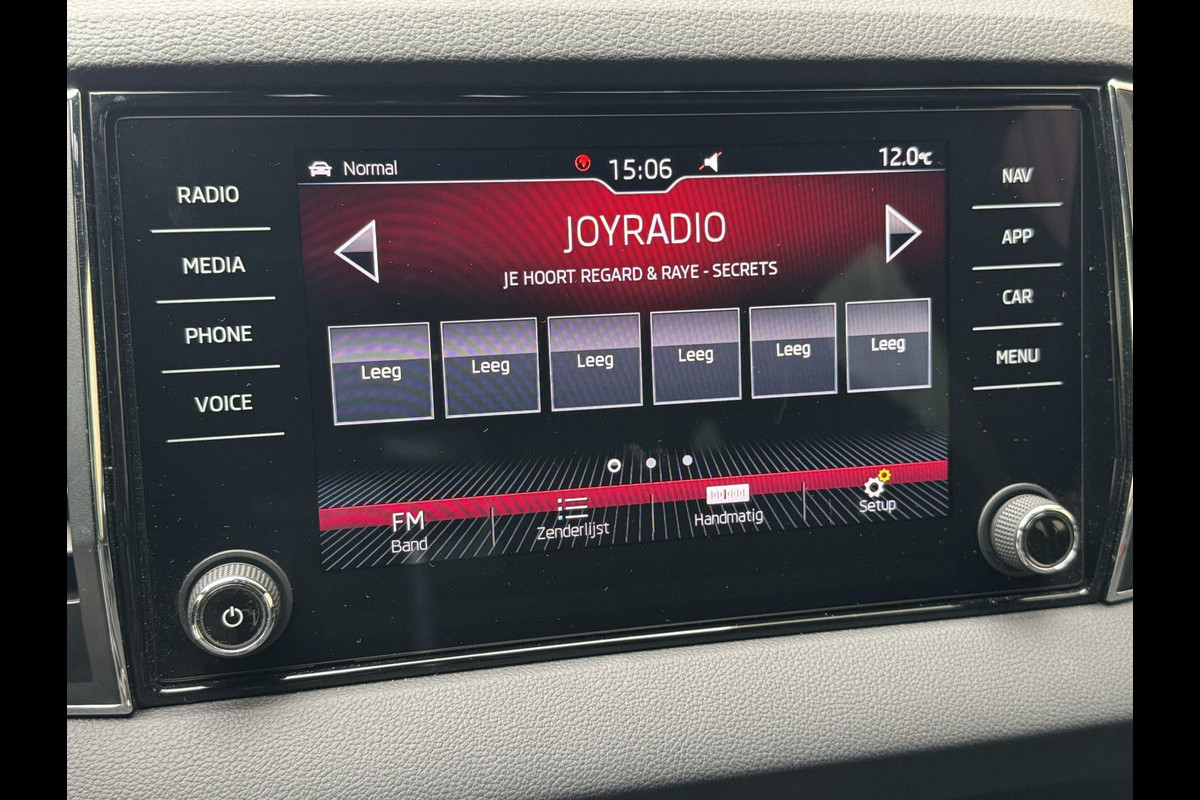 Normal
15:06
12.0℃
RADIO
MEDIA
PHONE
VOICE
JOYRADIO
JE HOORT REGARD & RAYE - SECRETS
Leeg
Leeg
Leeg
Leeg
Leeg
Leeg
FM
Band
Zenderlijst
Handmatig
Setup
NAV
APP
CAR
MENU